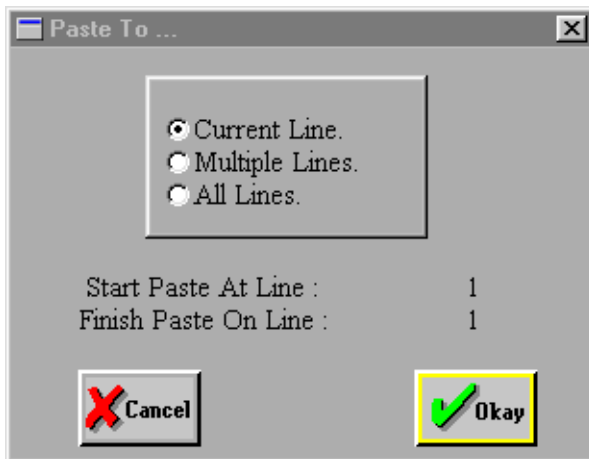 Paste To ...
Current Line.
Multiple Lines.
All Lines.
Start Paste At Line : 1
Finish Paste On Line : 1
Cancel
Okay